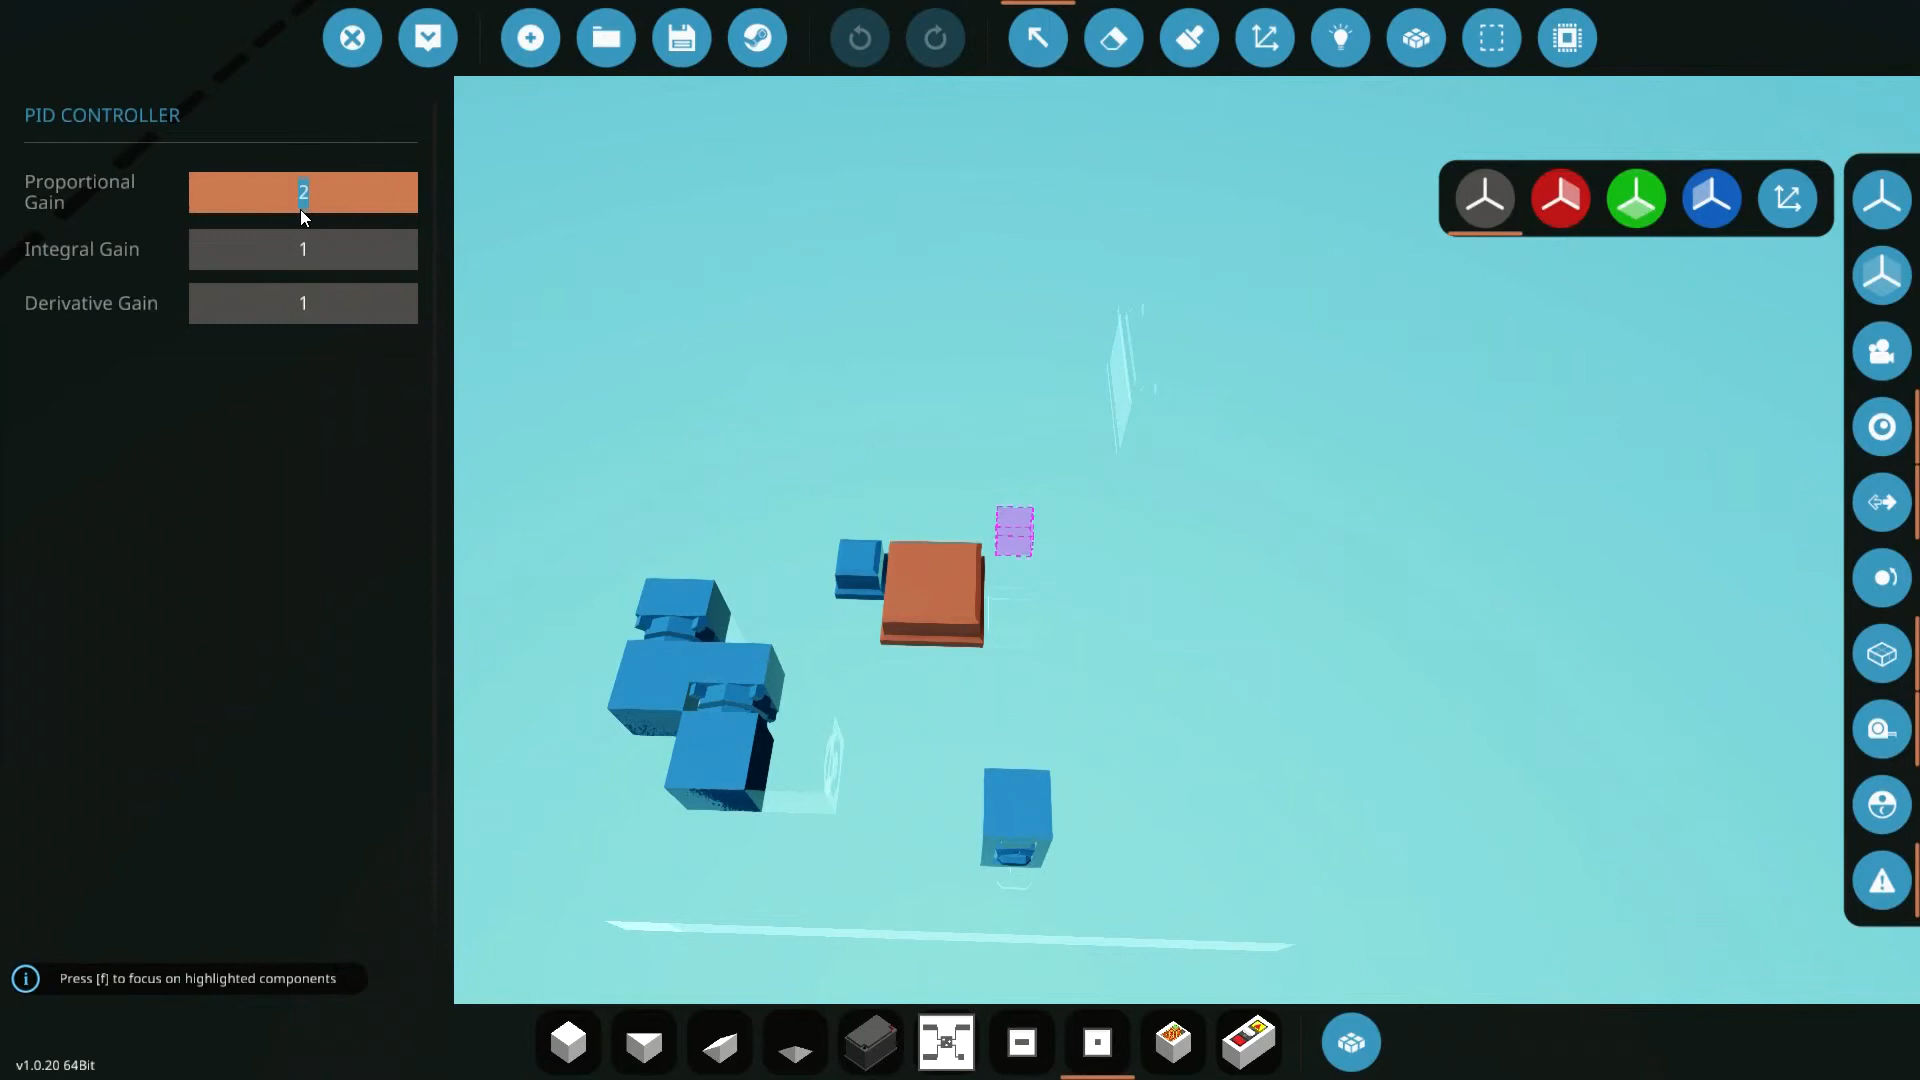 PID CONTROLLER
Proportional Gain
2
Integral Gain
1
Derivative Gain
1
Press [f] to focus on highlighted components
v1.0.20 64Bit